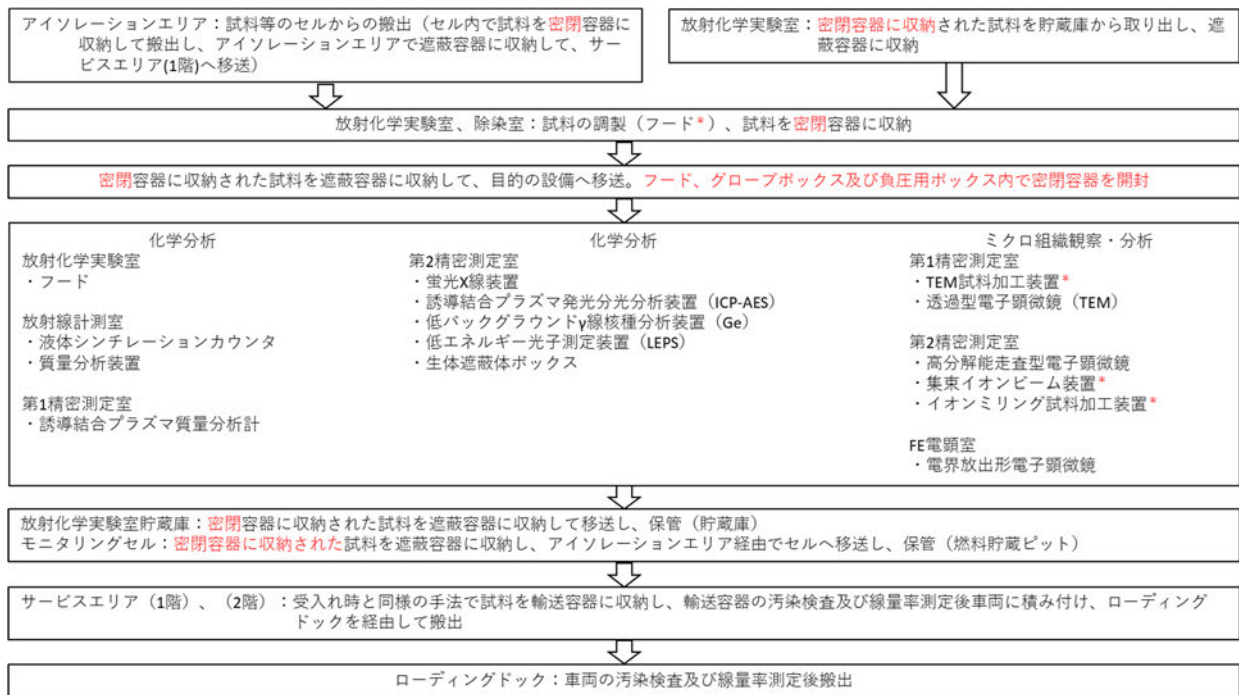 アイソレーションエリア：試料等のセルからの搬出（セル内で試料を密閉容器に
収納して搬出し、アイソレーションエリアで遮蔽容器に収納して、サー
ビスエリア(1階)へ移送）
放射化学実験室：密閉容器に収納された試料を貯蔵庫から取り出し、遮
蔽容器に収納
放射化学実験室、除染室：試料の調製（フード*）、試料を密閉容器に収納
密閉容器に収納された試料を遮蔽容器に収納して、目的の設備へ移送。フード、グローブボックス及び負圧用ボックス内で密閉容器を開封
化学分析
放射化学実験室
・フード
放射線計測室
・液体シンチレーションカウンタ
・質量分析装置
第1精密測定室
・誘導結合プラズマ質量分析計
化学分析
第2精密測定室
・蛍光X線装置
・誘導結合プラズマ発光分光分析装置（ICP-AES）
・低バックグラウンドγ線核種分析装置（Ge）
・低エネルギー光子測定装置（LEPS）
・生体遮蔽体ボックス
ミクロ組織観察・分析
第1精密測定室
・TEM試料加工装置*
・透過型電子顕微鏡（TEM）
第2精密測定室
・高分解能走査型電子顕微鏡
・集束イオンビーム装置*
・イオンミリング試料加工装置*
FE電顕室
・電界放出形電子顕微鏡
放射化学実験室貯蔵庫：密閉容器に収納された試料を遮蔽容器に収納して移送し、保管（貯蔵庫）
モニタリングセル：密閉容器に収納された試料を遮蔽容器に収納し、アイソレーションエリア経由でセルへ移送し、保管（燃料貯蔵ピット）
サービスエリア（1階）、（2階）：受入れ時と同様の手法で試料を輸送容器に収納し、輸送容器の汚染検査及び線量率測定後車両に積み付け、ローディング
ドックを経由して搬出
ローディングドック：車両の汚染検査及び線量率測定後搬出